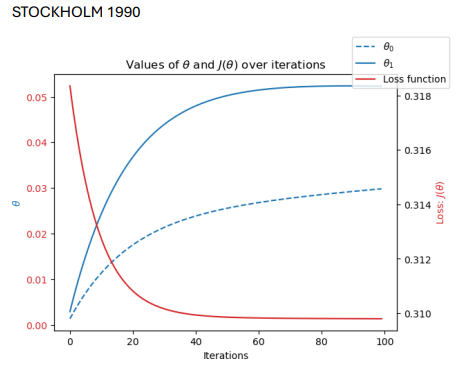 STOCKHOLM 1990
Values of θ and J(θ) over iterations
θ₀
θ₁
Loss function
0.05
0.04
0.03
0.02
0.01
0.00
θ
0.318
0.316
0.314
0.312
0.310
Loss: J(θ)
0 20 40 60 80 100
Iterations